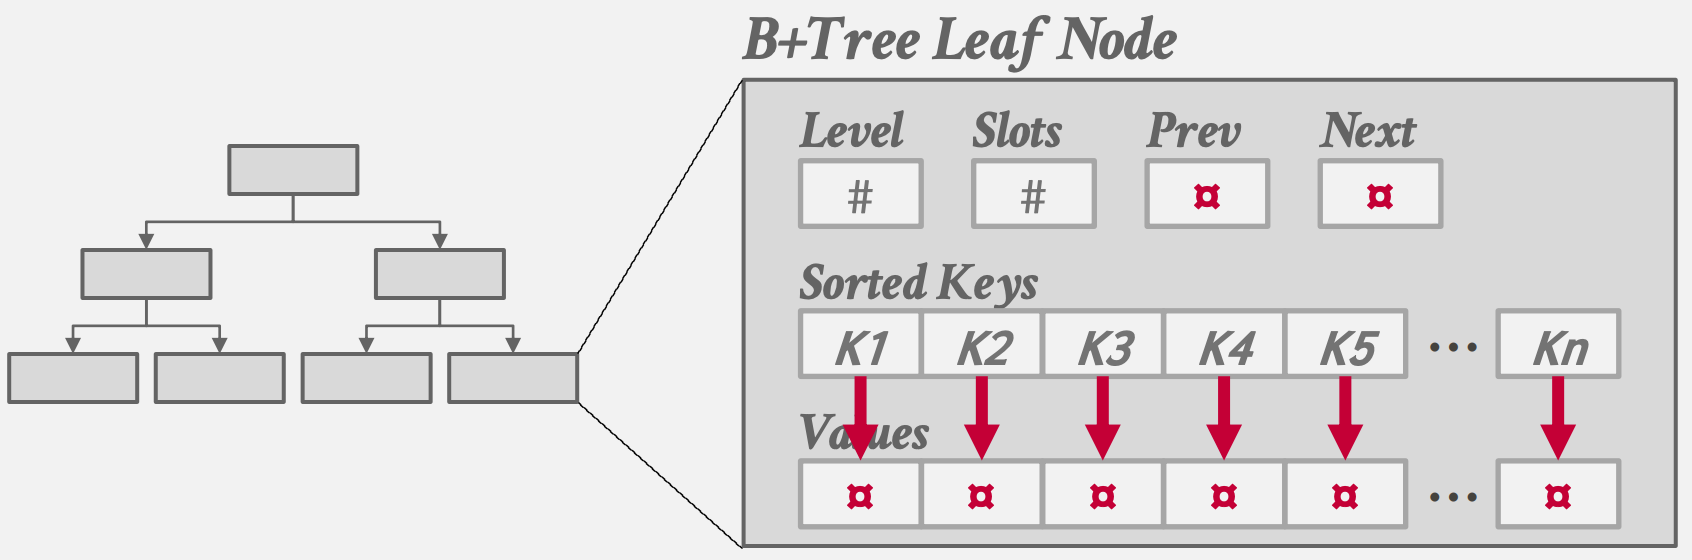 B+Tree Leaf Node
Level Slots Prev Next
# # ¤ ¤
Sorted Keys
K1 K2 K3 K4 K5 ... Kn
Values
¤ ¤ ¤ ¤ ¤ ... ¤